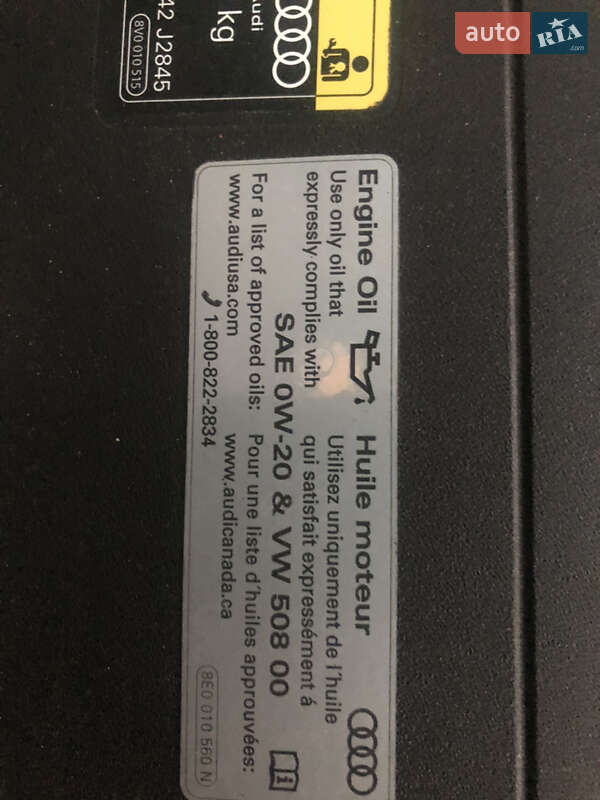 auto RIA.com
Audi
kg
42 J2845
8V0 010 515
Engine Oil
Use only oil that
expressly complies with
Huile moteur
Utilisez uniquement de l'huile
qui satisfait expressément à
SAE 0W-20 & VW 508 00
For a list of approved oils:
www.audiusa.com
1-800-822-2834
Pour une liste d'huiles approuvées:
www.audicanada.ca
8E0 010 560 N